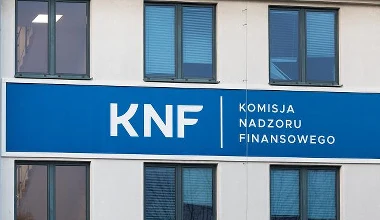 KNF
KOMISJA
NADZORU
FINANSOWEGO